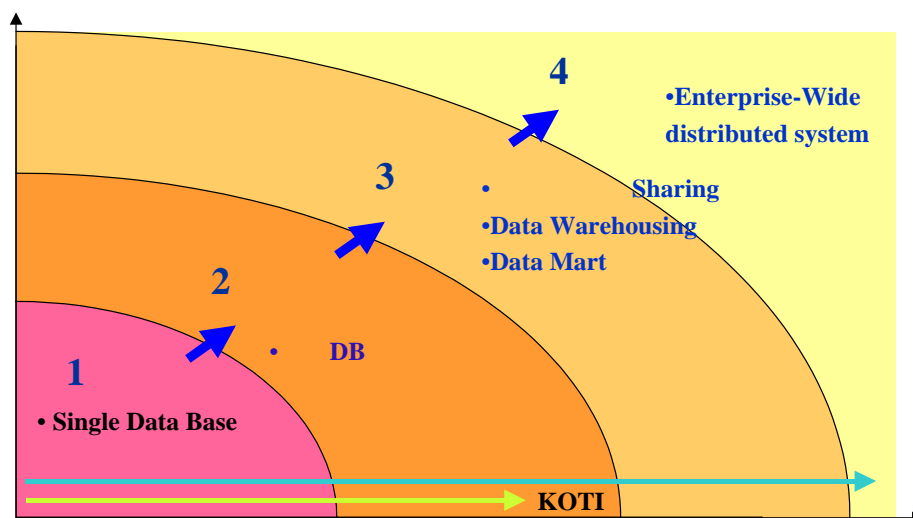 4
•Enterprise-Wide
distributed system
3
• Sharing
•Data Warehousing
•Data Mart
2
• DB
1
• Single Data Base
KOTI